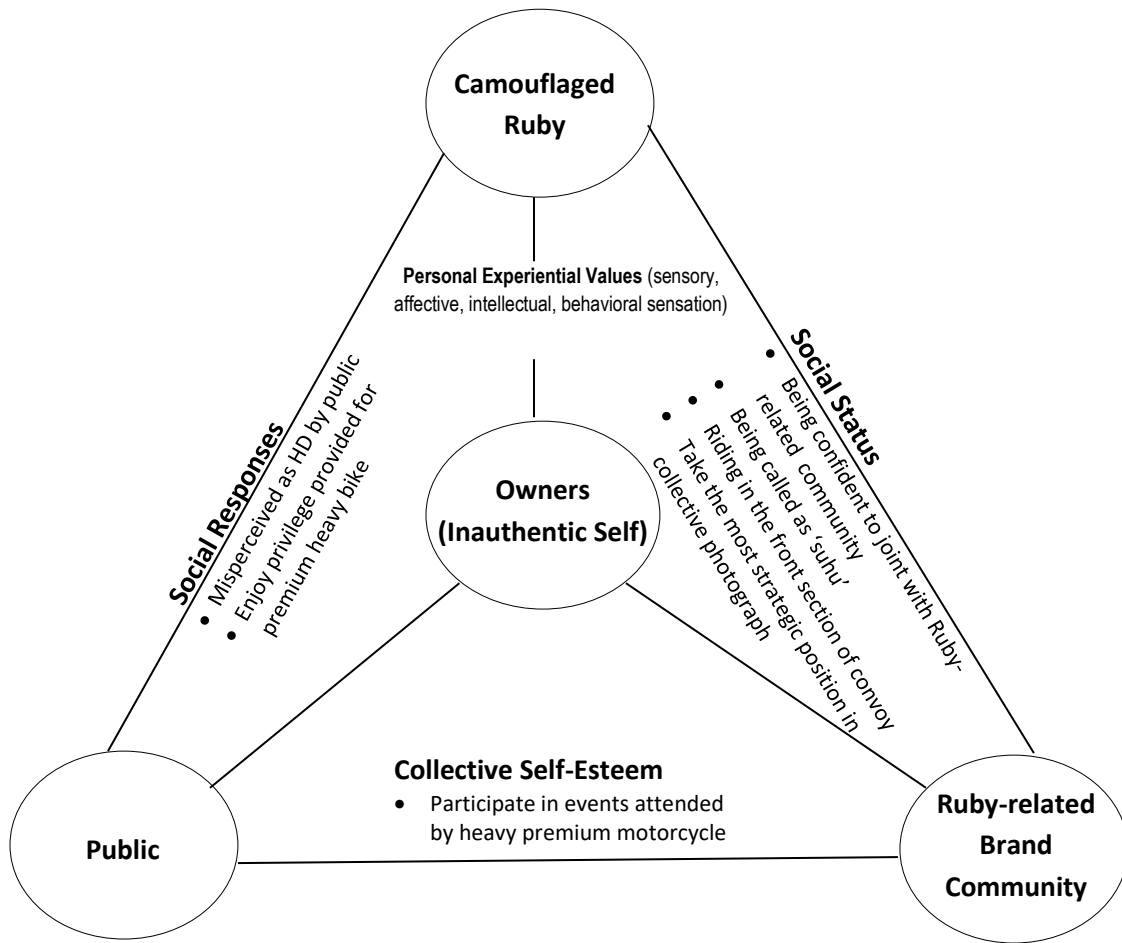 Camouflaged
Ruby
Personal Experiential Values (sensory,
affective, intellectual, behavioral sensation)
Social Responses
• Misperceived as HD by public
• Enjoy privilege provided for
premium heavy bike
Social Status
• Being confident to joint with Ruby-
related community
• Being called as ‘suhu’
• Riding in the front section of convoy
• Take the most strategic position in
collective photograph
Owners
(Inauthentic Self)
Collective Self-Esteem
• Participate in events attended
by heavy premium motorcycle
Public
Ruby-related
Brand
Community